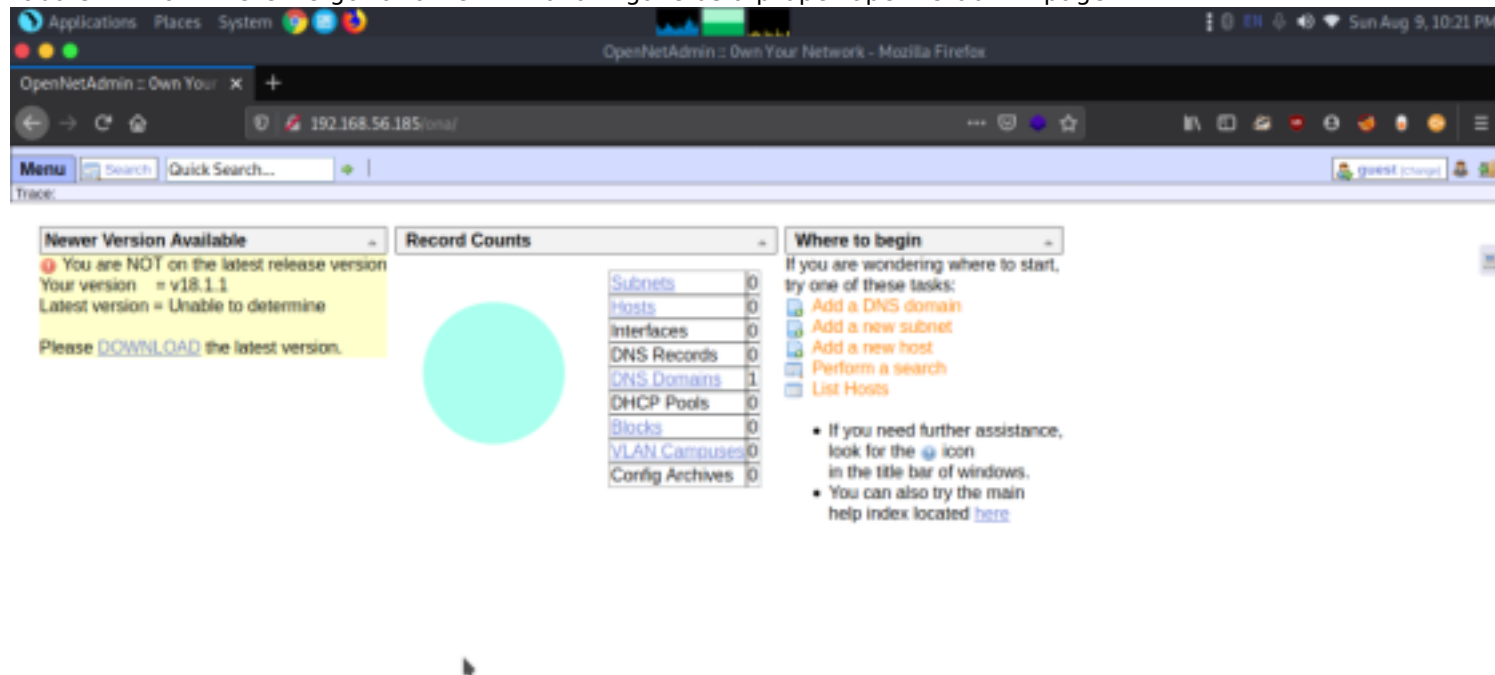 Applications Places System
EN
Sun Aug 9, 10:21 PM
OpenNetAdmin :: Own Your Network - Mozilla Firefox
OpenNetAdmin :: Own Your
192.168.56.185/ona/
Menu
Search
Quick Search...
guest [change]
Trace:
Newer Version Available
You are NOT on the latest release version
Your version = v18.1.1
Latest version = Unable to determine
Please DOWNLOAD the latest version.
Record Counts
Subnets 0
Hosts 0
Interfaces 0
DNS Records 0
DNS Domains 1
DHCP Pools 0
Blocks 0
VLAN Campuses 0
Config Archives 0
Where to begin
If you are wondering where to start,
try one of these tasks:
Add a DNS domain
Add a new subnet
Add a new host
Perform a search
List Hosts
• If you need further assistance,
look for the icon
in the title bar of windows.
• You can also try the main
help index located here